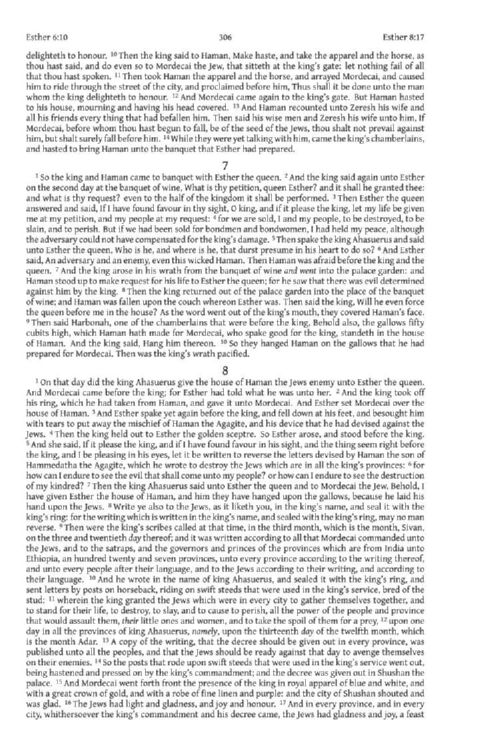 Esther 6:10 306 Esther 8:17
delighteth to honour. 10 Then the king said to Haman, Make haste, and take the apparel and the horse, as
thou hast said, and do even so to Mordecai the Jew, that sitteth at the king's gate: let nothing fail of all
that thou hast spoken. 11 Then took Haman the apparel and the horse, and arrayed Mordecai, and caused
him to ride through the street of the city, and proclaimed before him, Thus shall it be done unto the man
whom the king delighteth to honour. 12 And Mordecai came again to the king's gate. But Haman hasted
to his house, mourning and having his head covered. 13 And Haman recounted unto Zeresh his wife and
all his friends every thing that had befallen him. Then said his wise men and Zeresh his wife unto him, If
Mordecai, before whom thou hast begun to fall, be of the seed of the Jews, thou shalt not prevail against
him, but shalt surely fall before him. 14 While they were yet talking with him, came the king's chamberlains,
and hasted to bring Haman unto the banquet that Esther had prepared.
7
1 So the king and Haman came to banquet with Esther the queen. 2 And the king said again unto Esther
on the second day at the banquet of wine, What is thy petition, queen Esther? and it shall be granted thee:
and what is thy request? even to the half of the kingdom it shall be performed. 3 Then Esther the queen
answered and said, If I have found favour in thy sight, O king, and if it please the king, let my life be given
me at my petition, and my people at my request: 4 for we are sold, I and my people, to be destroyed, to be
slain, and to perish. But if we had been sold for bondmen and bondwomen, I had held my peace, although
the adversary could not have compensated for the king's damage. 5 Then spake the king Ahasuerus and said
unto Esther the queen, Who is he, and where is he, that durst presume in his heart to do so? 6 And Esther
said, An adversary and an enemy, even this wicked Haman. Then Haman was afraid before the king and the
queen. 7 And the king arose in his wrath from the banquet of wine and went into the palace garden: and
Haman stood up to make request for his life to Esther the queen; for he saw that there was evil determined
against him by the king. 8 Then the king returned out of the palace garden into the place of the banquet
of wine; and Haman was fallen upon the couch whereon Esther was. Then said the king, Will he even force
the queen before me in the house? As the word went out of the king's mouth, they covered Haman's face.
9 Then said Harbonah, one of the chamberlains that were before the king, Behold also, the gallows fifty
cubits high, which Haman hath made for Mordecai, who spake good for the king, standeth in the house
of Haman. And the king said, Hang him thereon. 10 So they hanged Haman on the gallows that he had
prepared for Mordecai. Then was the king's wrath pacified.
8
1 On that day did the king Ahasuerus give the house of Haman the Jews enemy unto Esther the queen.
And Mordecai came before the king; for Esther had told what he was unto her. 2 And the king took off
his ring, which he had taken from Haman, and gave it unto Mordecai. And Esther set Mordecai over the
house of Haman. 3 And Esther spake yet again before the king, and fell down at his feet, and besought him
with tears to put away the mischief of Haman the Agagite, and his device that he had devised against the
Jews. 4 Then the king held out to Esther the golden sceptre. So Esther arose, and stood before the king.
5 And she said, If it please the king, and if I have found favour in his sight, and the thing seem right before
the king, and I be pleasing in his eyes, let it be written to reverse the letters devised by Haman the son of
Hammedatha the Agagite, which he wrote to destroy the Jews which are in all the king's provinces: 6 for
how can I endure to see the evil that shall come unto my people? or how can I endure to see the destruction
of my kindred? 7 Then the king Ahasuerus said unto Esther the queen and to Mordecai the Jew, Behold, I
have given Esther the house of Haman, and him they have hanged upon the gallows, because he laid his
hand upon the Jews. 8 Write ye also to the Jews, as it liketh you, in the king's name, and seal it with the
king's ring: for the writing which is written in the king's name, and sealed with the king's ring, may no man
reverse. 9 Then were the king's scribes called at that time, in the third month, which is the month, Sivan,
on the three and twentieth day thereof; and it was written according to all that Mordecai commanded unto
the Jews, and to the satraps, and the governors and princes of the provinces which are from India unto
Ethiopia, an hundred twenty and seven provinces, unto every province according to the writing thereof,
and unto every people after their language, and to the Jews according to their writing, and according to
their language. 10 And he wrote in the name of king Ahasuerus, and sealed it with the king's ring, and
sent letters by posts on horseback, riding on swift steeds that were used in the king's service, bred of the
stud: 11 wherein the king granted the Jews which were in every city to gather themselves together, and
to stand for their life, to destroy, to slay, and to cause to perish, all the power of the people and province
that would assault them, their little ones and women, and to take the spoil of them for a prey, 12 upon one
day in all the provinces of king Ahasuerus, namely, upon the thirteenth day of the twelfth month, which
is the month Adar. 13 A copy of the writing, that the decree should be given out in every province, was
published unto all the peoples, and that the Jews should be ready against that day to avenge themselves
on their enemies. 14 So the posts that rode upon swift steeds that were used in the king's service went out,
being hastened and pressed on by the king's commandment; and the decree was given out in Shushan the
palace. 15 And Mordecai went forth from the presence of the king in royal apparel of blue and white, and
with a great crown of gold, and with a robe of fine linen and purple: and the city of Shushan shouted and
was glad. 16 The Jews had light and gladness, and joy and honour. 17 And in every province, and in every
city, whithersoever the king's commandment and his decree came, the Jews had gladness and joy, a feast